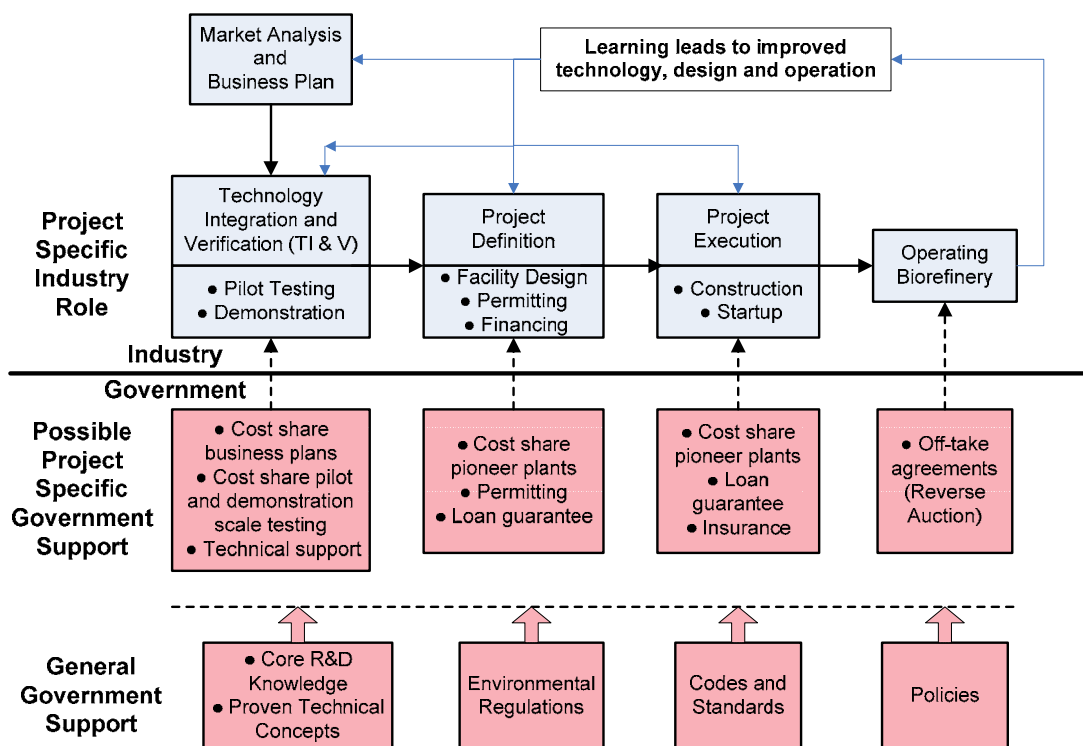 Market Analysis
and
Business Plan
Learning leads to improved
technology, design and operation
Project
Specific
Industry
Role
Technology
Integration and
Verification (TI & V)
● Pilot Testing
● Demonstration
Project
Definition
● Facility Design
● Permitting
● Financing
Project
Execution
● Construction
● Startup
Operating
Biorefinery
Industry
Government
Possible
Project
Specific
Government
Support
● Cost share
business plans
● Cost share pilot
and demonstration
scale testing
● Technical support
● Cost share
pioneer plants
● Permitting
● Loan guarantee
● Cost share
pioneer plants
● Loan
guarantee
● Insurance
● Off-take
agreements
(Reverse
Auction)
General
Government
Support
● Core R&D
Knowledge
● Proven Technical
Concepts
Environmental
Regulations
Codes and
Standards
Policies